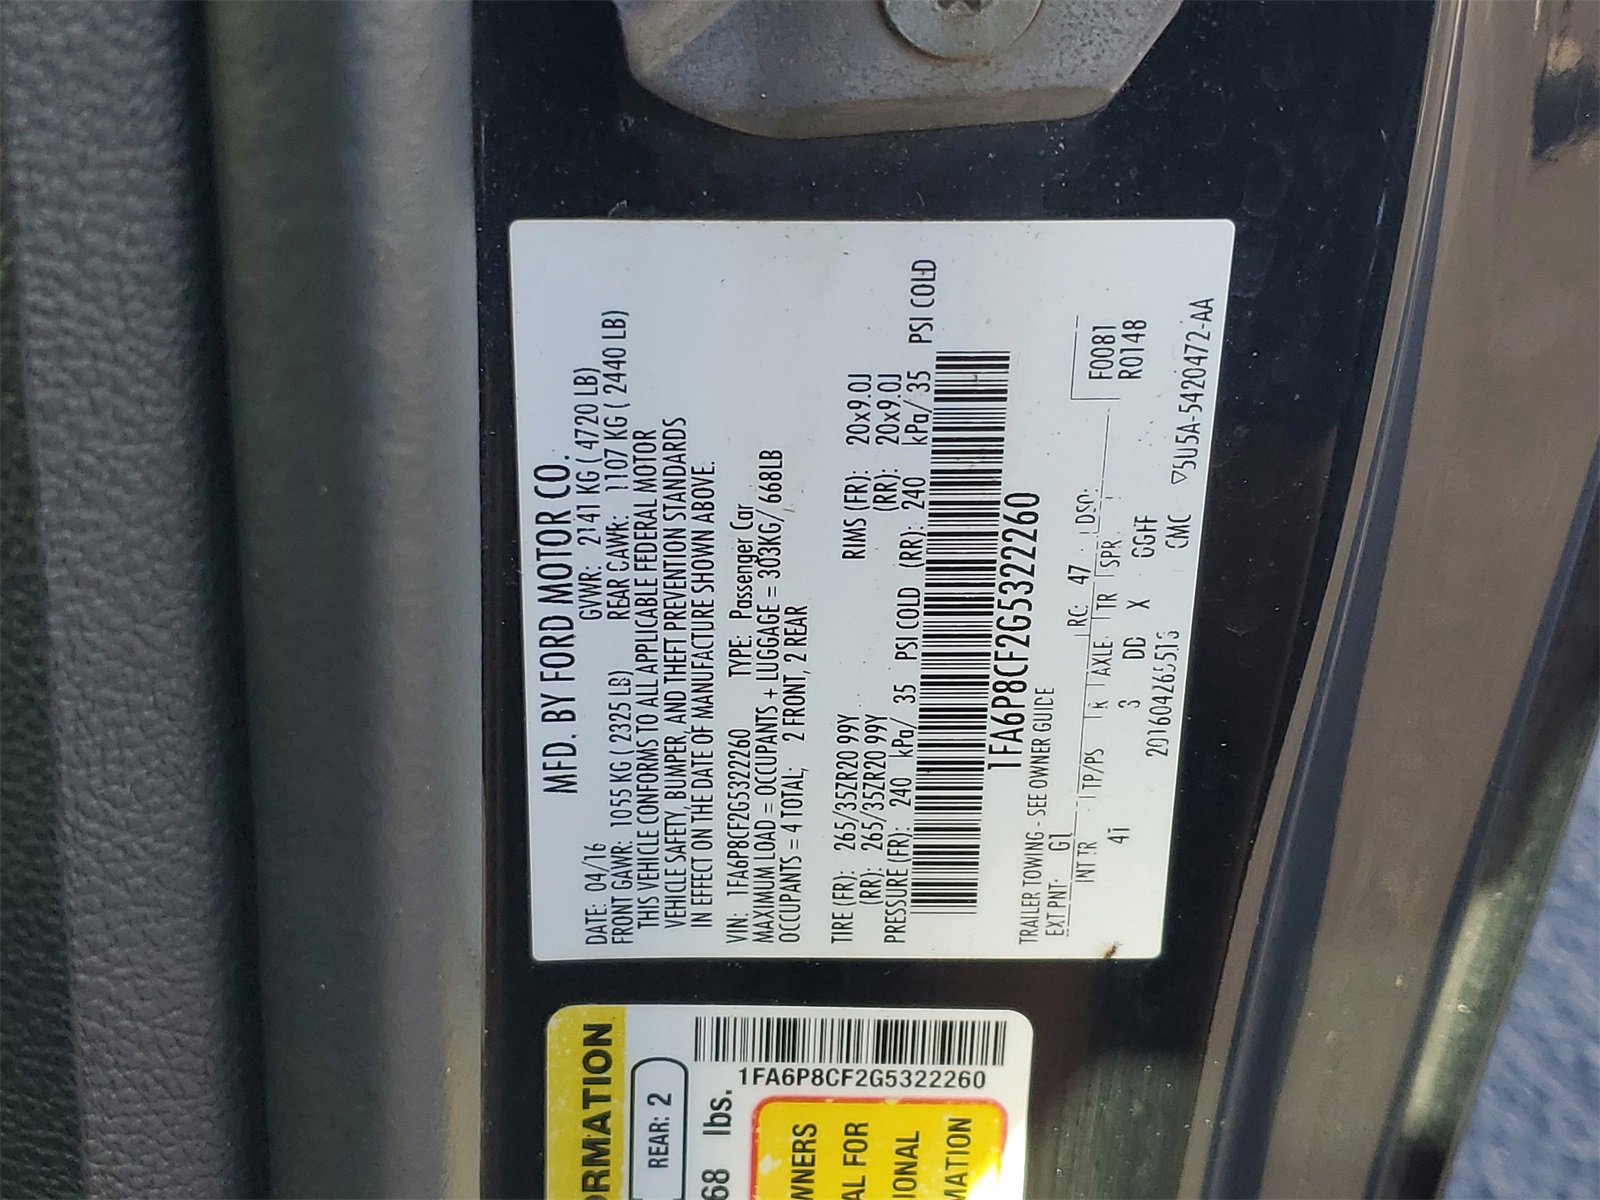 MFD. BY FORD MOTOR CO.
DATE: 04/16 GVWR: 2141 KG ( 4720 LB)
FRONT GAWR: 1055 KG ( 2325 LB) REAR GAWR: 1107 KG ( 2440 LB)
THIS VEHICLE CONFORMS TO ALL APPLICABLE FEDERAL MOTOR
VEHICLE SAFETY, BUMPER, AND THEFT PREVENTION STANDARDS
IN EFFECT ON THE DATE OF MANUFACTURE SHOWN ABOVE.
VIN: 1FA6P8CF2G5322260 TYPE: Passenger Car
MAXIMUM LOAD = OCCUPANTS + LUGGAGE = 303KG/ 668LB
OCCUPANTS = 4 TOTAL, 2 FRONT, 2 REAR
TIRE (FR): 265/35ZR20 99Y RIMS (FR): 20x9.0J
(RR): 265/35ZR20 99Y (RR): 20x9.0J
PRESSURE (FR): 240 kPa/ 35 PSI COLD (RR): 240 kPa/ 35 PSI COLD
1FA6P8CF2G5322260
TRAILER TOWING - SEE OWNER GUIDE
F0081
R0148
EXT PNT: G1 RC: 47 DSO:
INT TR TP/PS R AXLE TR SPR
3 DD X
5U5A-5420472-AA
ORMATION
REAR: 2
68 lbs.
1FA6P8CF2G5322260
WNERS
AL FOR
IONAL
MATION